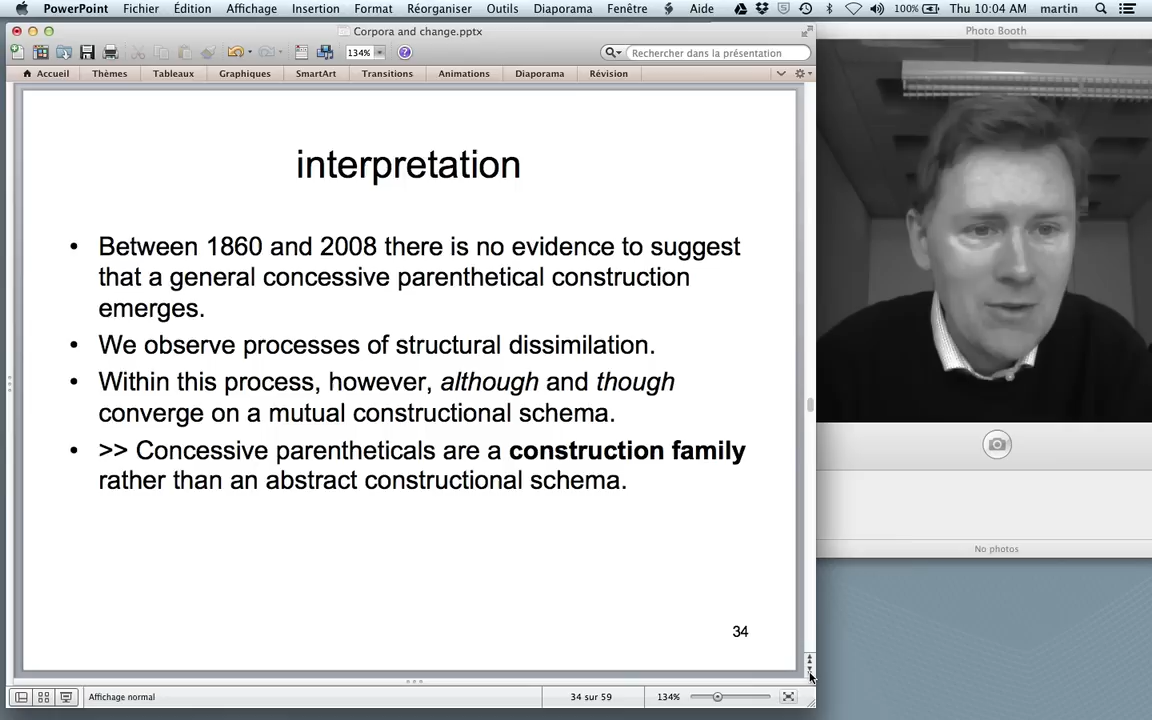 PowerPoint Fichier Édition Affichage Insertion Format Réorganiser Outils Diaporama Fenêtre Aide 100% Thu 10:04 AM martin
Corpora and change.pptx
Photo Booth
134%
Rechercher dans la présentation
Accueil Thèmes Tableaux Graphiques SmartArt Transitions Animations Diaporama Révision
interpretation
• Between 1860 and 2008 there is no evidence to suggest
that a general concessive parenthetical construction
emerges.
• We observe processes of structural dissimilation.
• Within this process, however, although and though
converge on a mutual constructional schema.
• >> Concessive parentheticals are a construction family
rather than an abstract constructional schema.
34
No photos
Affichage normal 34 sur 59 134%